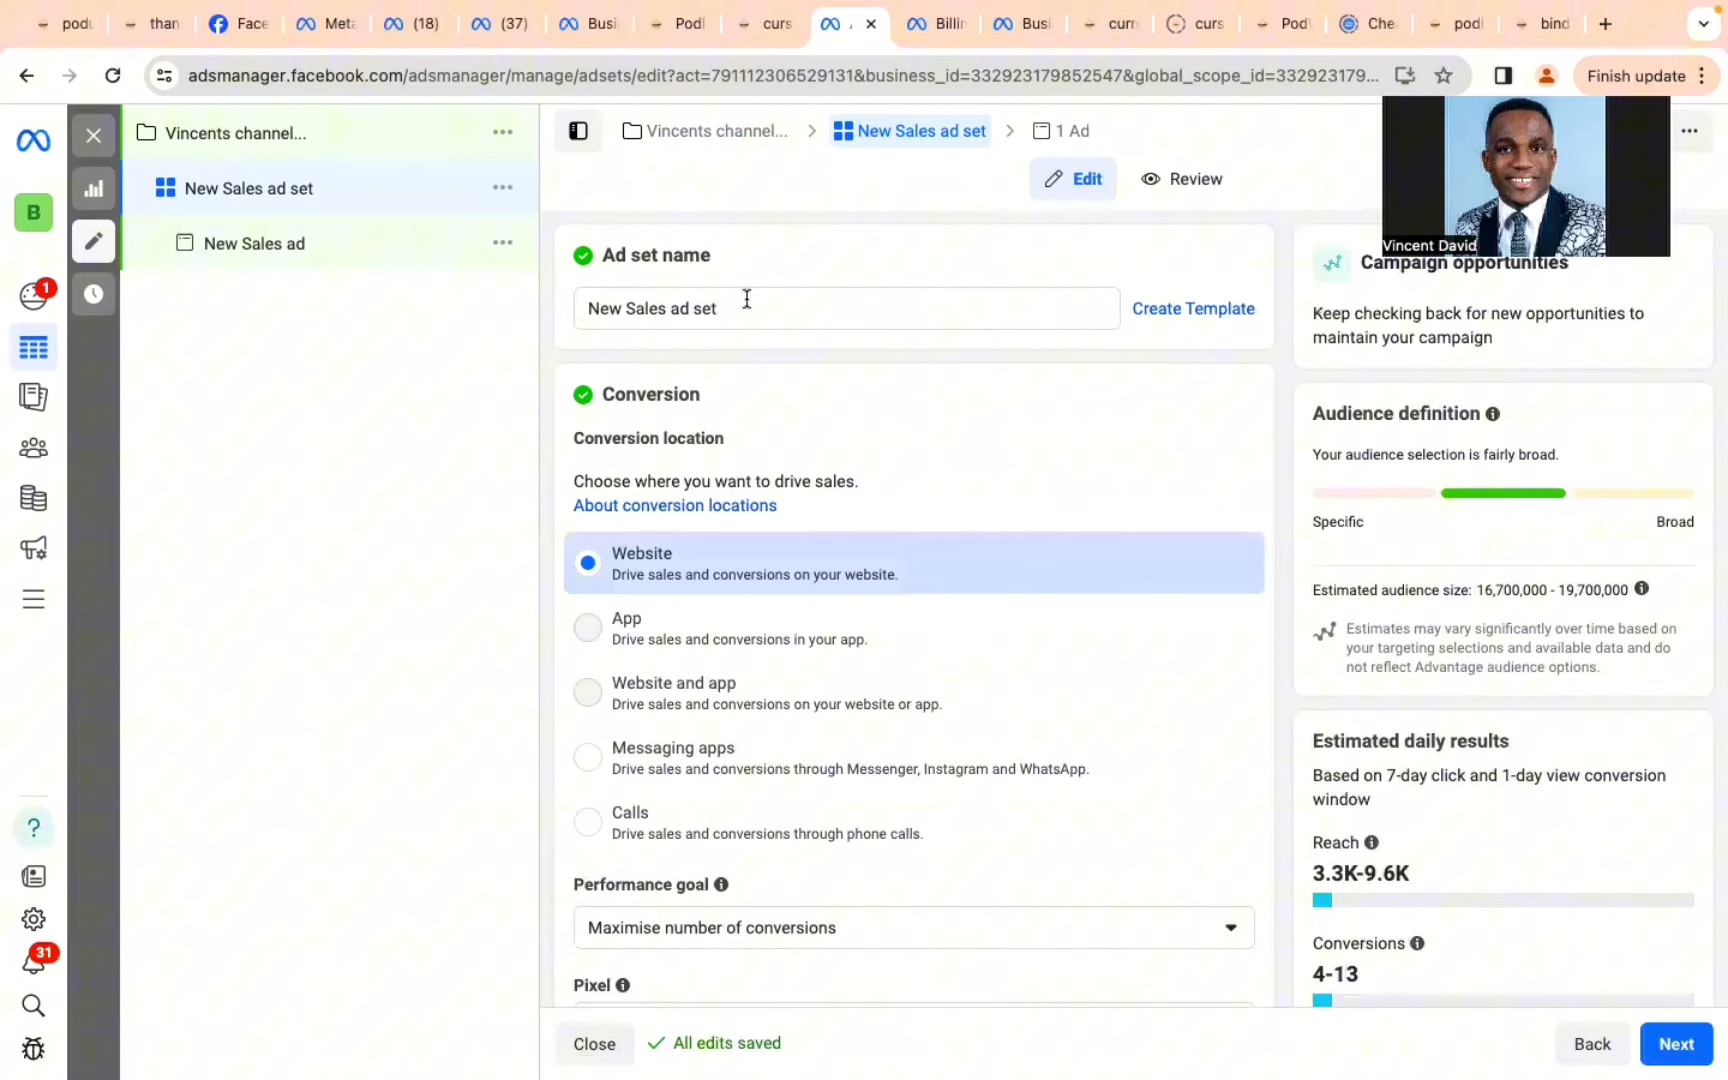 podu
than
Face
Meta
(18)
(37)
Busi
Podl
curs
Billin
Busi
curr
curs
Pod
Che
podl
bind
adsmanager.facebook.com/adsmanager/manage/adsets/edit?act=791112306529131&business_id=332923179852547&global_scope_id=332923179...
Finish update
Vincents channel...
New Sales ad set
New Sales ad
B
1
31
Vincents channel...
New Sales ad set
1 Ad
Edit
Review
Vincent David
Ad set name
New Sales ad set
Create Template
Conversion
Conversion location
Choose where you want to drive sales.
About conversion locations
Website
Drive sales and conversions on your website.
App
Drive sales and conversions in your app.
Website and app
Drive sales and conversions on your website or app.
Messaging apps
Drive sales and conversions through Messenger, Instagram and WhatsApp.
Calls
Drive sales and conversions through phone calls.
Performance goal
Maximise number of conversions
Pixel
Close
All edits saved
Back
Next
Campaign opportunities
Keep checking back for new opportunities to
maintain your campaign
Audience definition
Your audience selection is fairly broad.
Specific
Broad
Estimated audience size: 16,700,000 - 19,700,000
Estimates may vary significantly over time based on
your targeting selections and available data and do
not reflect Advantage audience options.
Estimated daily results
Based on 7-day click and 1-day view conversion
window
Reach
3.3K-9.6K
Conversions
4-13